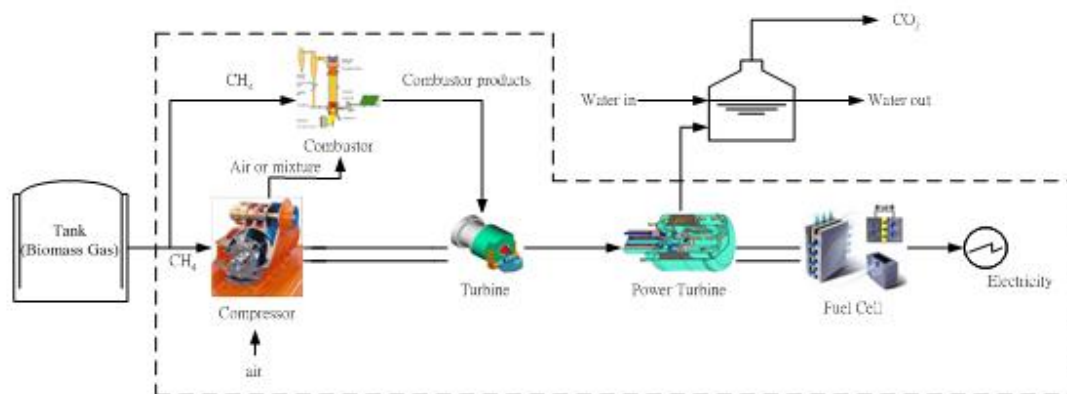 CO₂
CH₄
Combustor products
Water in
Water out
Combustor
Air or mixture
Tank
(Biomass Gas)
CH₄
Turbine
Power Turbine
Fuel Cell
Electricity
Compressor
air